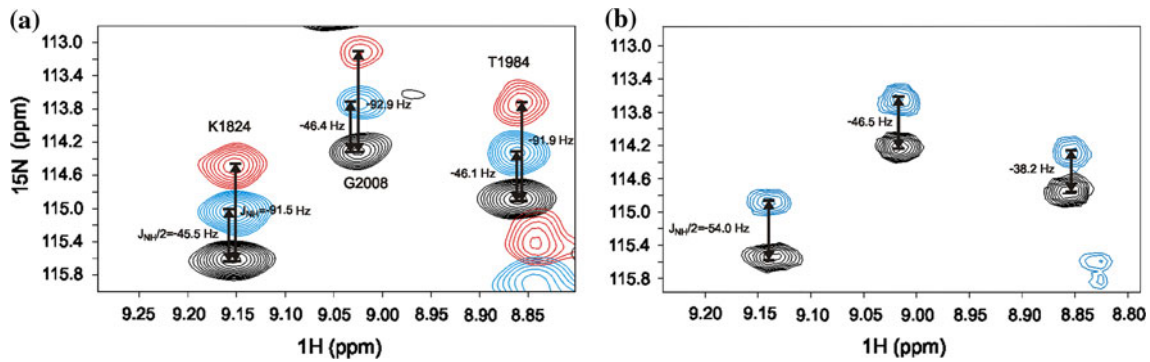 (a)
15N (ppm)
113.0
113.4
113.8
114.2
114.6
115.0
115.4
115.8
K1824
G2008
T1984
-92.9 Hz
-46.4 Hz
-91.9 Hz
-46.1 Hz
JNH=-91.5 Hz
JNH/2=-45.5 Hz
9.25 9.20 9.15 9.10 9.05 9.00 8.95 8.90 8.85
1H (ppm)
(b)
15N (ppm)
113.0
113.4
113.8
114.2
114.6
115.0
115.4
115.8
-46.5 Hz
-38.2 Hz
JNH/2=-54.0 Hz
9.20 9.15 9.10 9.05 9.00 8.95 8.90 8.85 8.80
1H (ppm)